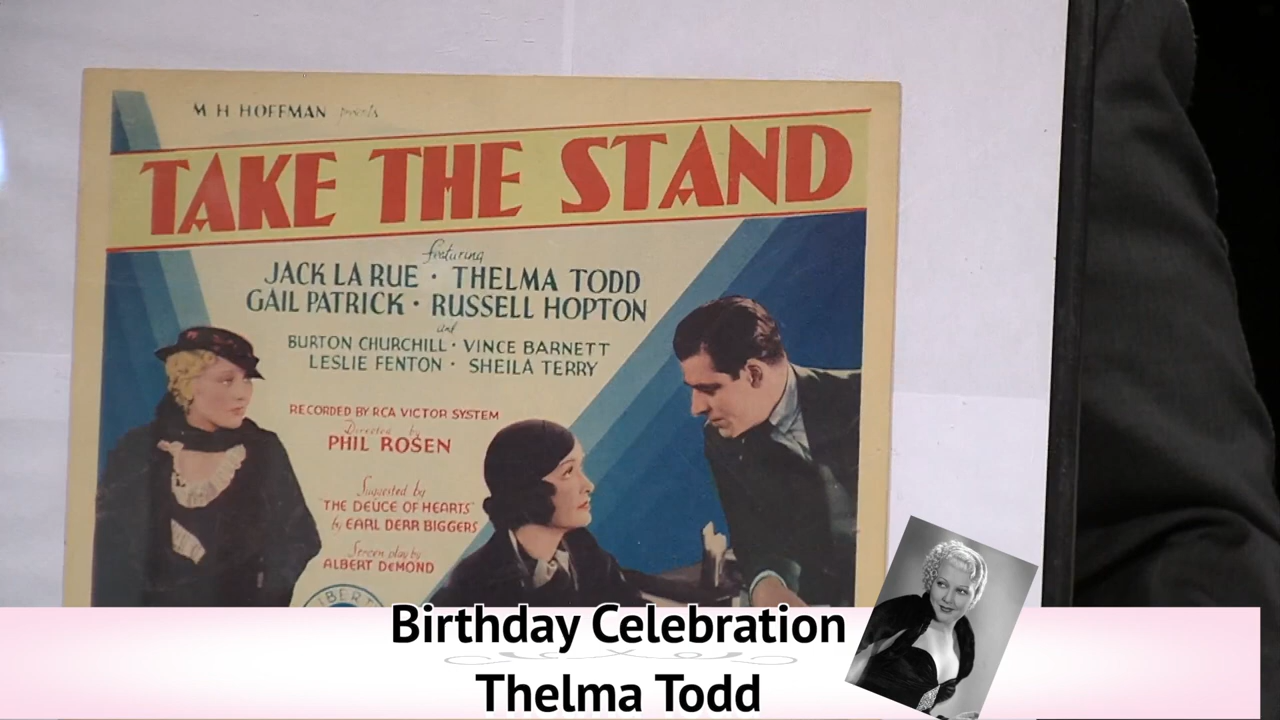 M H HOFFMAN presents
TAKE THE STAND
featuring
JACK LA RUE · THELMA TODD
GAIL PATRICK · RUSSELL HOPTON
and
BURTON CHURCHILL · VINCE BARNETT
LESLIE FENTON · SHEILA TERRY
RECORDED BY RCA VICTOR SYSTEM
Directed by
PHIL ROSEN
Suggested by
"THE DEUCE OF HEARTS"
by EARL DERR BIGGERS
Screen play by
ALBERT DEMOND
Birthday Celebration
Thelma Todd